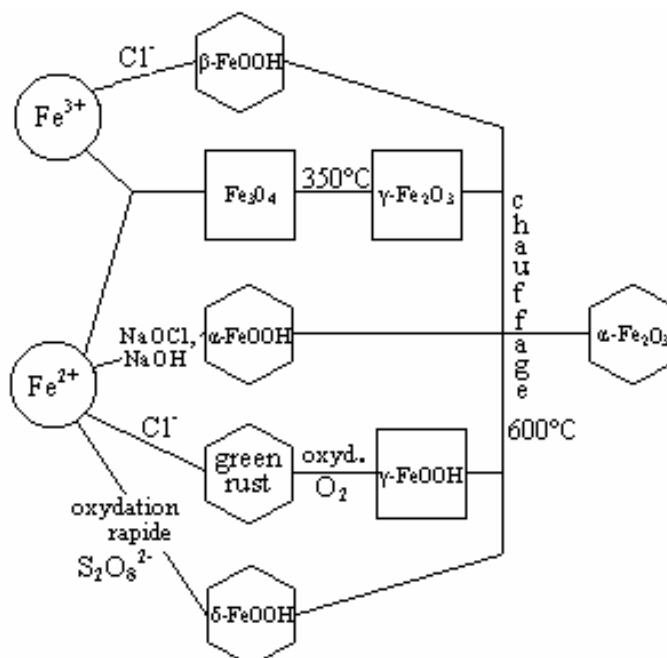 Cl⁻
β-FeOOH
Fe³⁺
Fe₃O₄
350°C
γ-Fe₂O₃
chauffage
NaOCl,
NaOH
α-FeOOH
α-Fe₂O₃
Fe²⁺
600°C
Cl⁻
green
rust
oxyd.
O₂
γ-FeOOH
oxydation
rapide
S₂O₈²⁻
δ-FeOOH